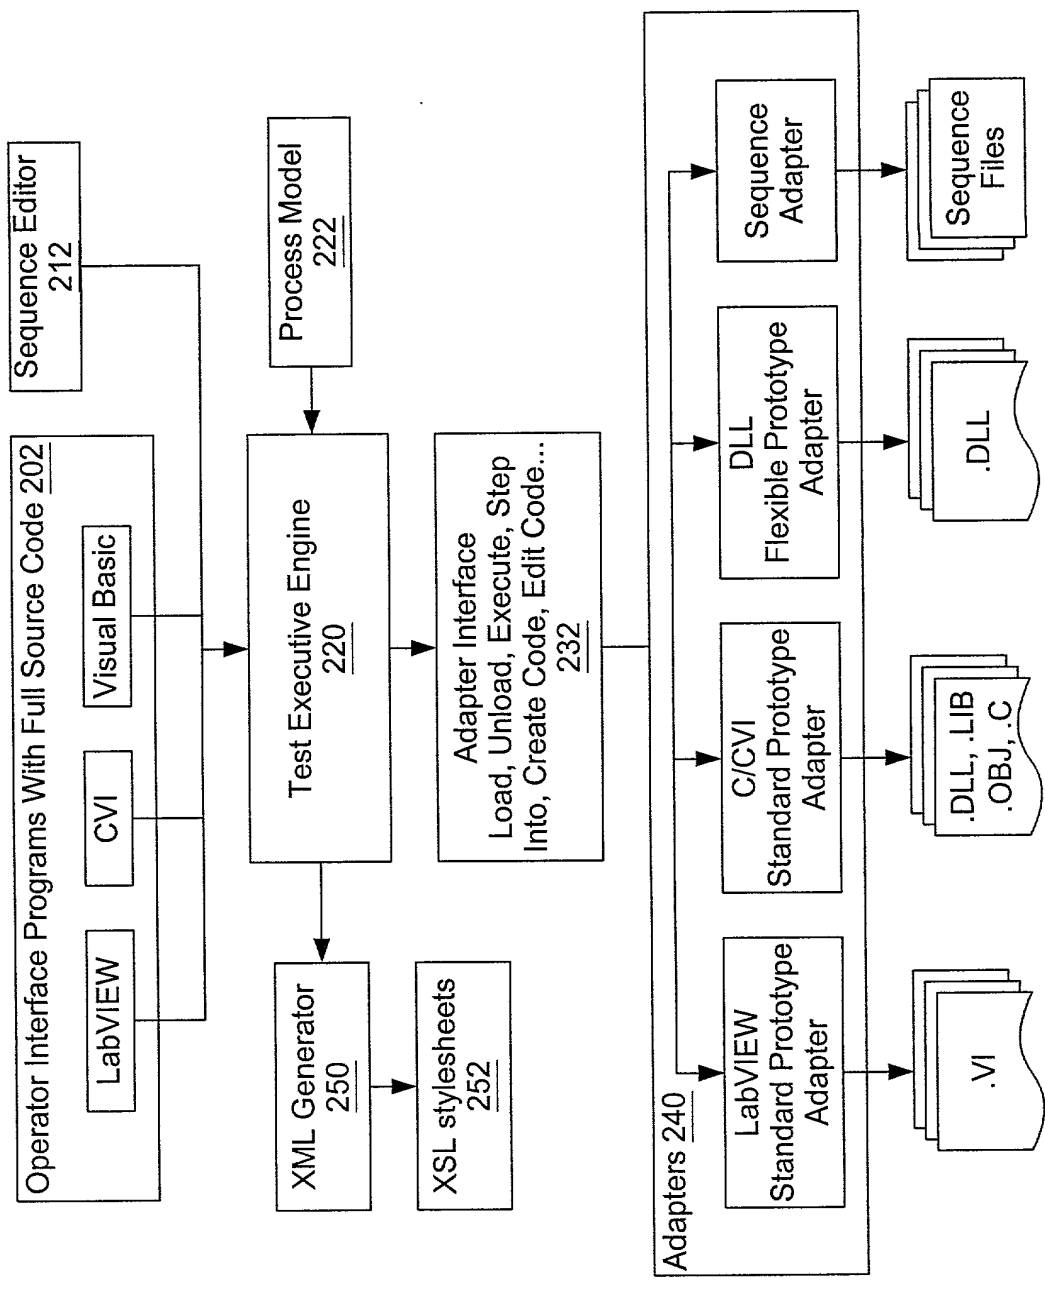 Operator Interface Programs With Full Source Code 202
LabVIEW
CVI
Visual Basic
Sequence Editor
212
Test Executive Engine
220
Process Model
222
XML Generator
250
XSL stylesheets
252
Adapter Interface
Load, Unload, Execute, Step
Into, Create Code, Edit Code...
232
Adapters 240
LabVIEW
Standard Prototype
Adapter
C/CVI
Standard Prototype
Adapter
DLL
Flexible Prototype
Adapter
Sequence
Adapter
.VI
.DLL, .LIB
.OBJ, .C
.DLL
Sequence
Files